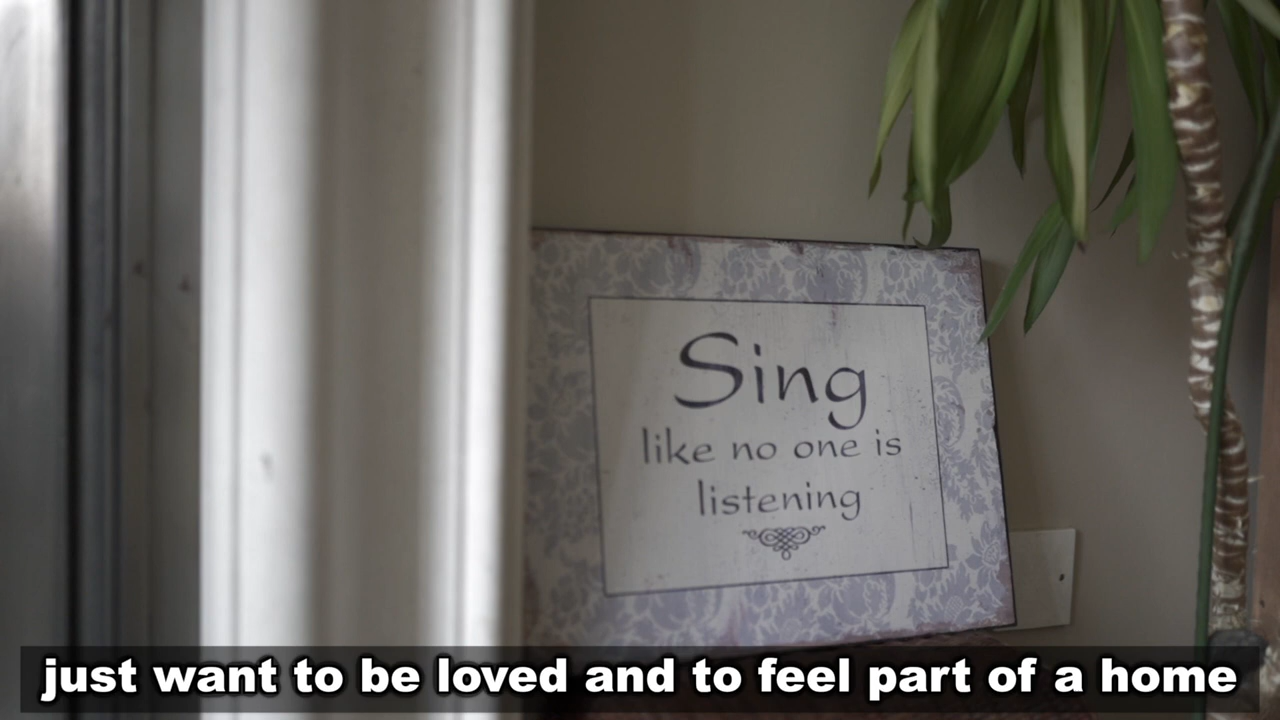 Sing
like no one is
listening
just want to be loved and to feel part of a home